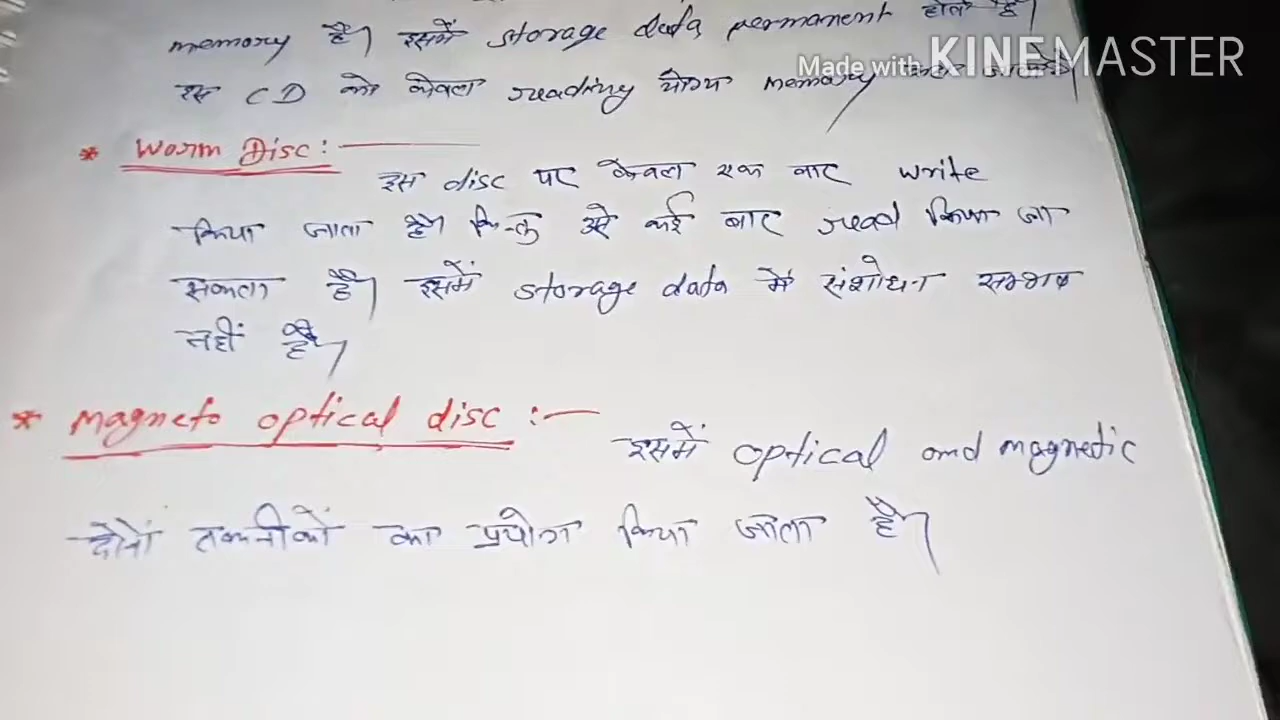 memory है। इसमें storage data permanent होते है।
Made with KINEMASTER
इस CD को केवल reading योग्य memory कहा जाता है।
* Worm Disc :-
इस disc पर केवल एक बार write
किया जाता है। किन्तु उसे कई बार read किया जा
सकता है। इसमें storage data में संशोधन सम्भव
नहीं है।
* Magneto optical disc :-
इसमें optical and magnetic
दोनों तकनीकों का प्रयोग किया जाता है।